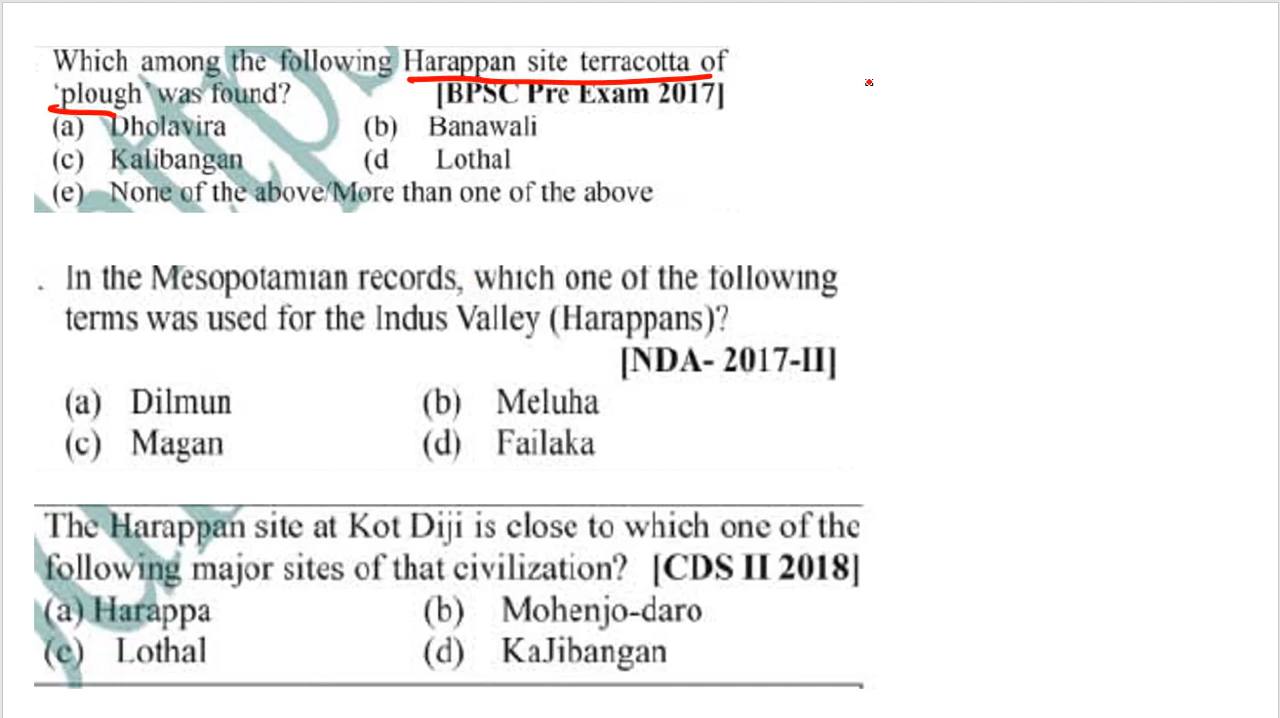 Which among the following Harappan site terracotta of
'plough' was found? [BPSC Pre Exam 2017]
(a) Dholavira (b) Banawali
(c) Kalibangan (d Lothal
(e) None of the above/More than one of the above
. In the Mesopotamian records, which one of the following
terms was used for the Indus Valley (Harappans)?
[NDA- 2017-II]
(a) Dilmun (b) Meluha
(c) Magan (d) Failaka
The Harappan site at Kot Diji is close to which one of the
following major sites of that civilization? [CDS II 2018]
(a) Harappa (b) Mohenjo-daro
(c) Lothal (d) KaJibangan